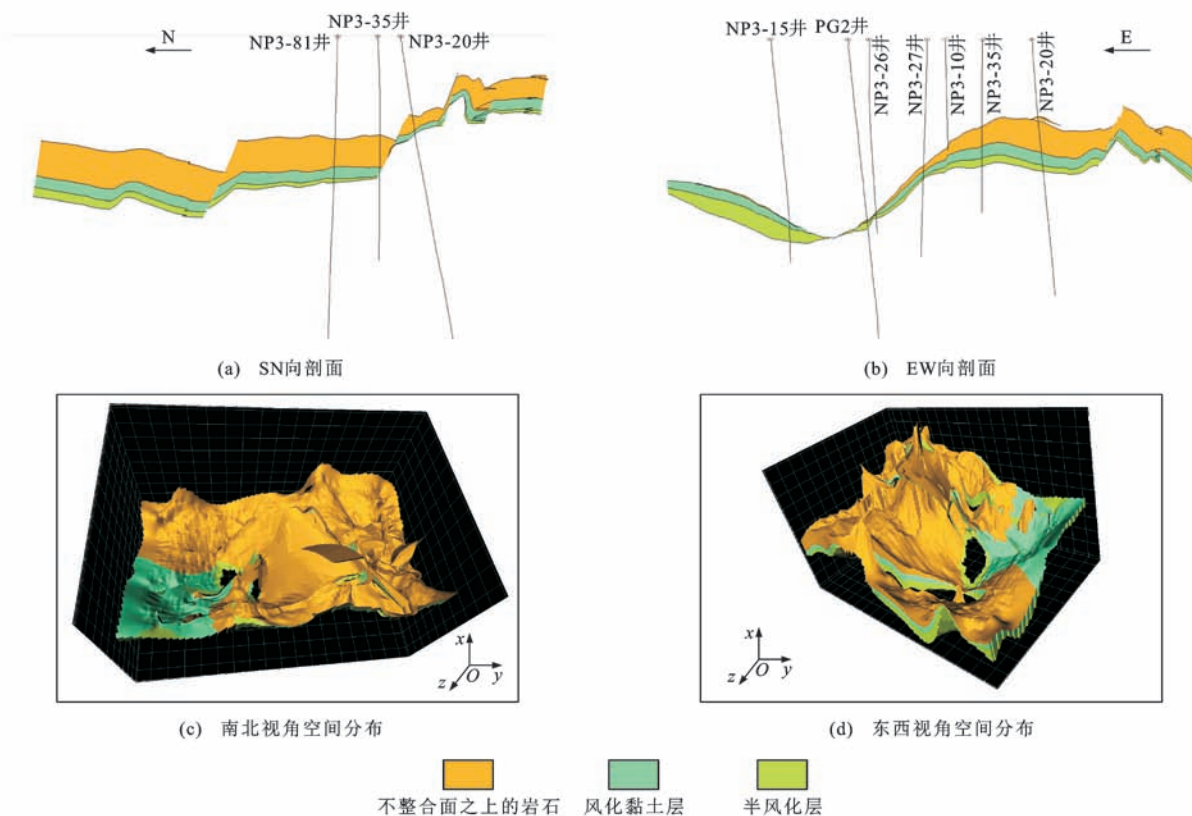 N
NP3-81井
NP3-35井
NP3-20井
(a) SN向剖面
NP3-15井
PG2井
NP3-26井
NP3-27井
NP3-10井
NP3-35井
NP3-20井
E
(b) EW向剖面
x
O
y
z
(c) 南北视角空间分布
x
O
y
z
(d) 东西视角空间分布
不整合面之上的岩石
风化黏土层
半风化层